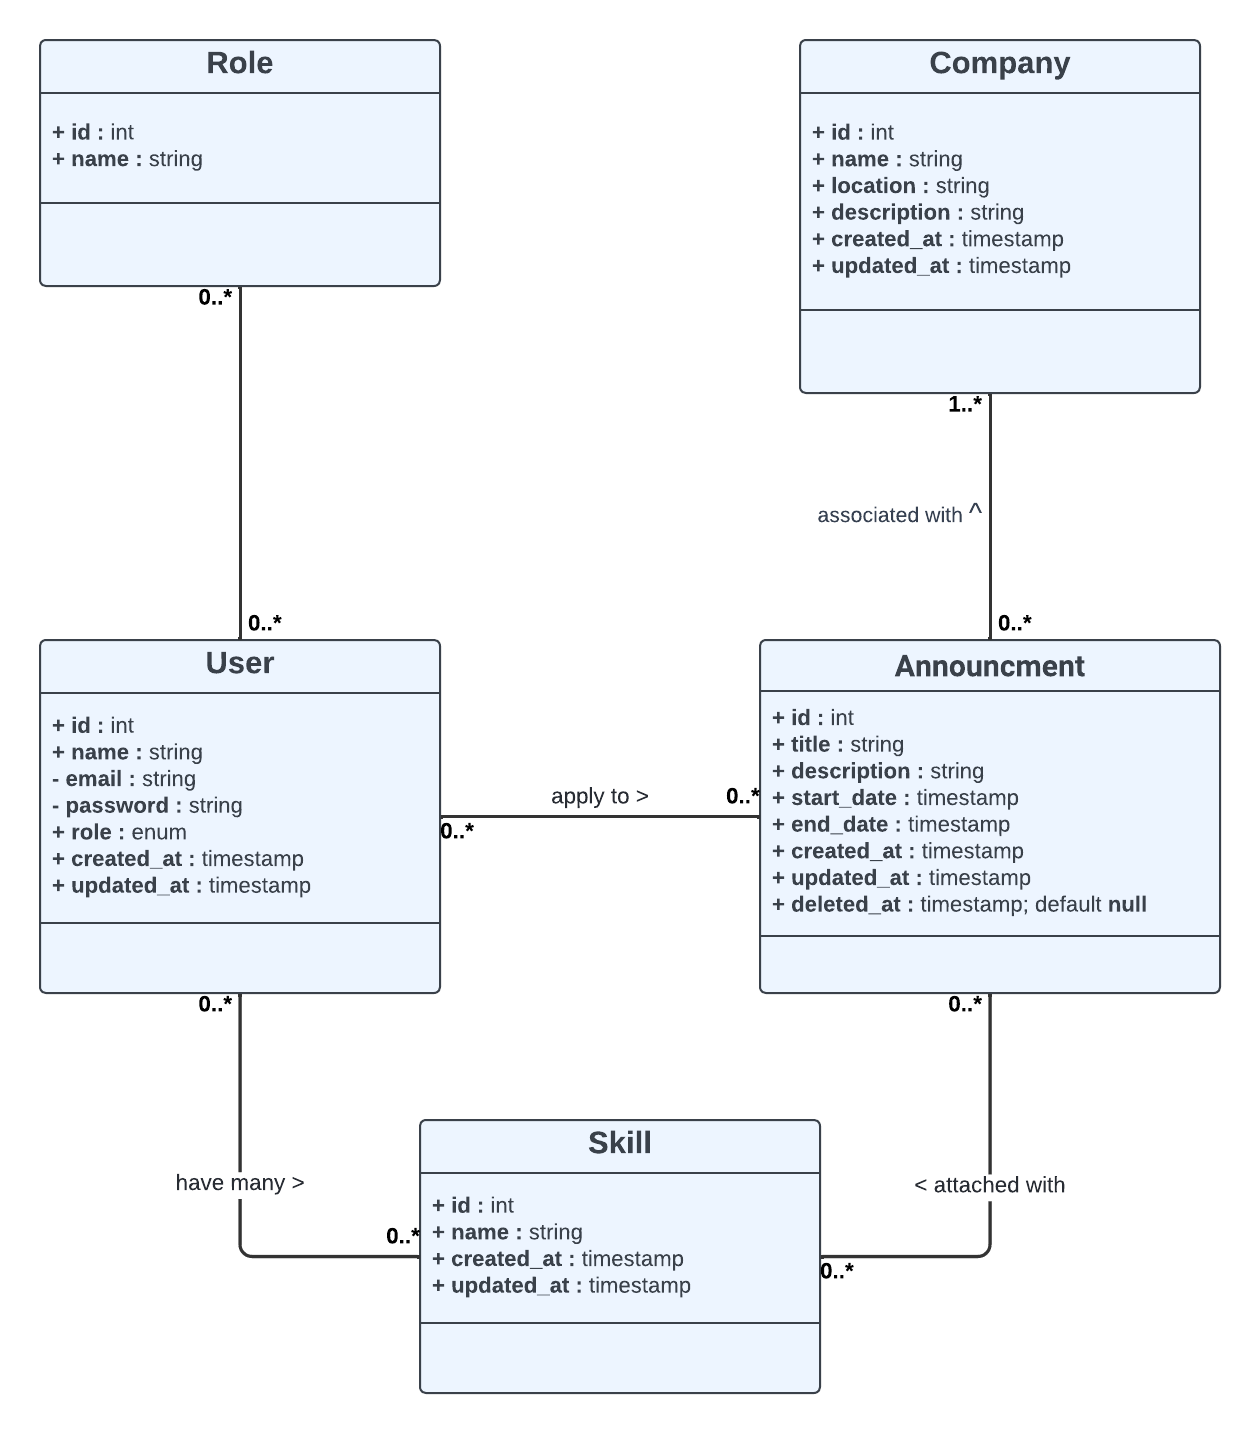 Role
+ id : int
+ name : string
0..*
Company
+ id : int
+ name : string
+ location : string
+ description : string
+ created_at : timestamp
+ updated_at : timestamp
1..*
associated with ^
0..*
0..*
User
+ id : int
+ name : string
- email : string
- password : string
+ role : enum
+ created_at : timestamp
+ updated_at : timestamp
0..*
apply to >
0..*
Announcment
+ id : int
+ title : string
+ description : string
+ start_date : timestamp
+ end_date : timestamp
+ created_at : timestamp
+ updated_at : timestamp
+ deleted_at : timestamp; default null
0..*
0..*
have many >
0..*
Skill
+ id : int
+ name : string
+ created_at : timestamp
+ updated_at : timestamp
< attached with
0..*